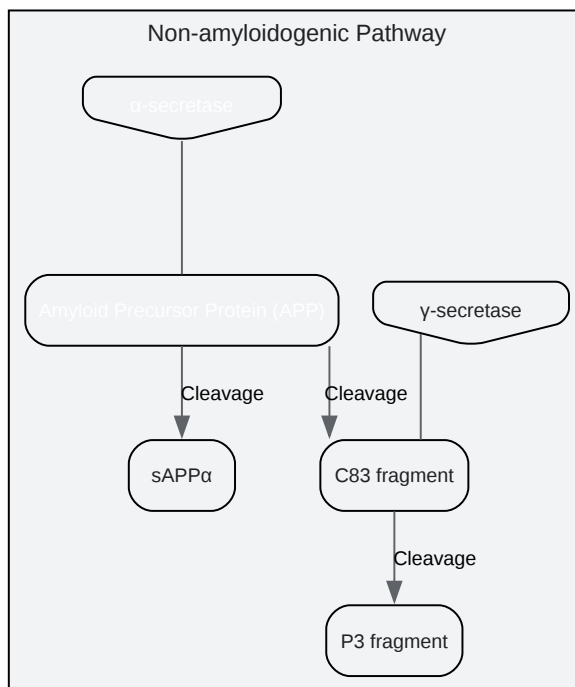 Non-amyloidogenic Pathway
α-secretase
Amyloid Precursor Protein (APP)
γ-secretase
Cleavage
Cleavage
sAPPα
C83 fragment
Cleavage
P3 fragment